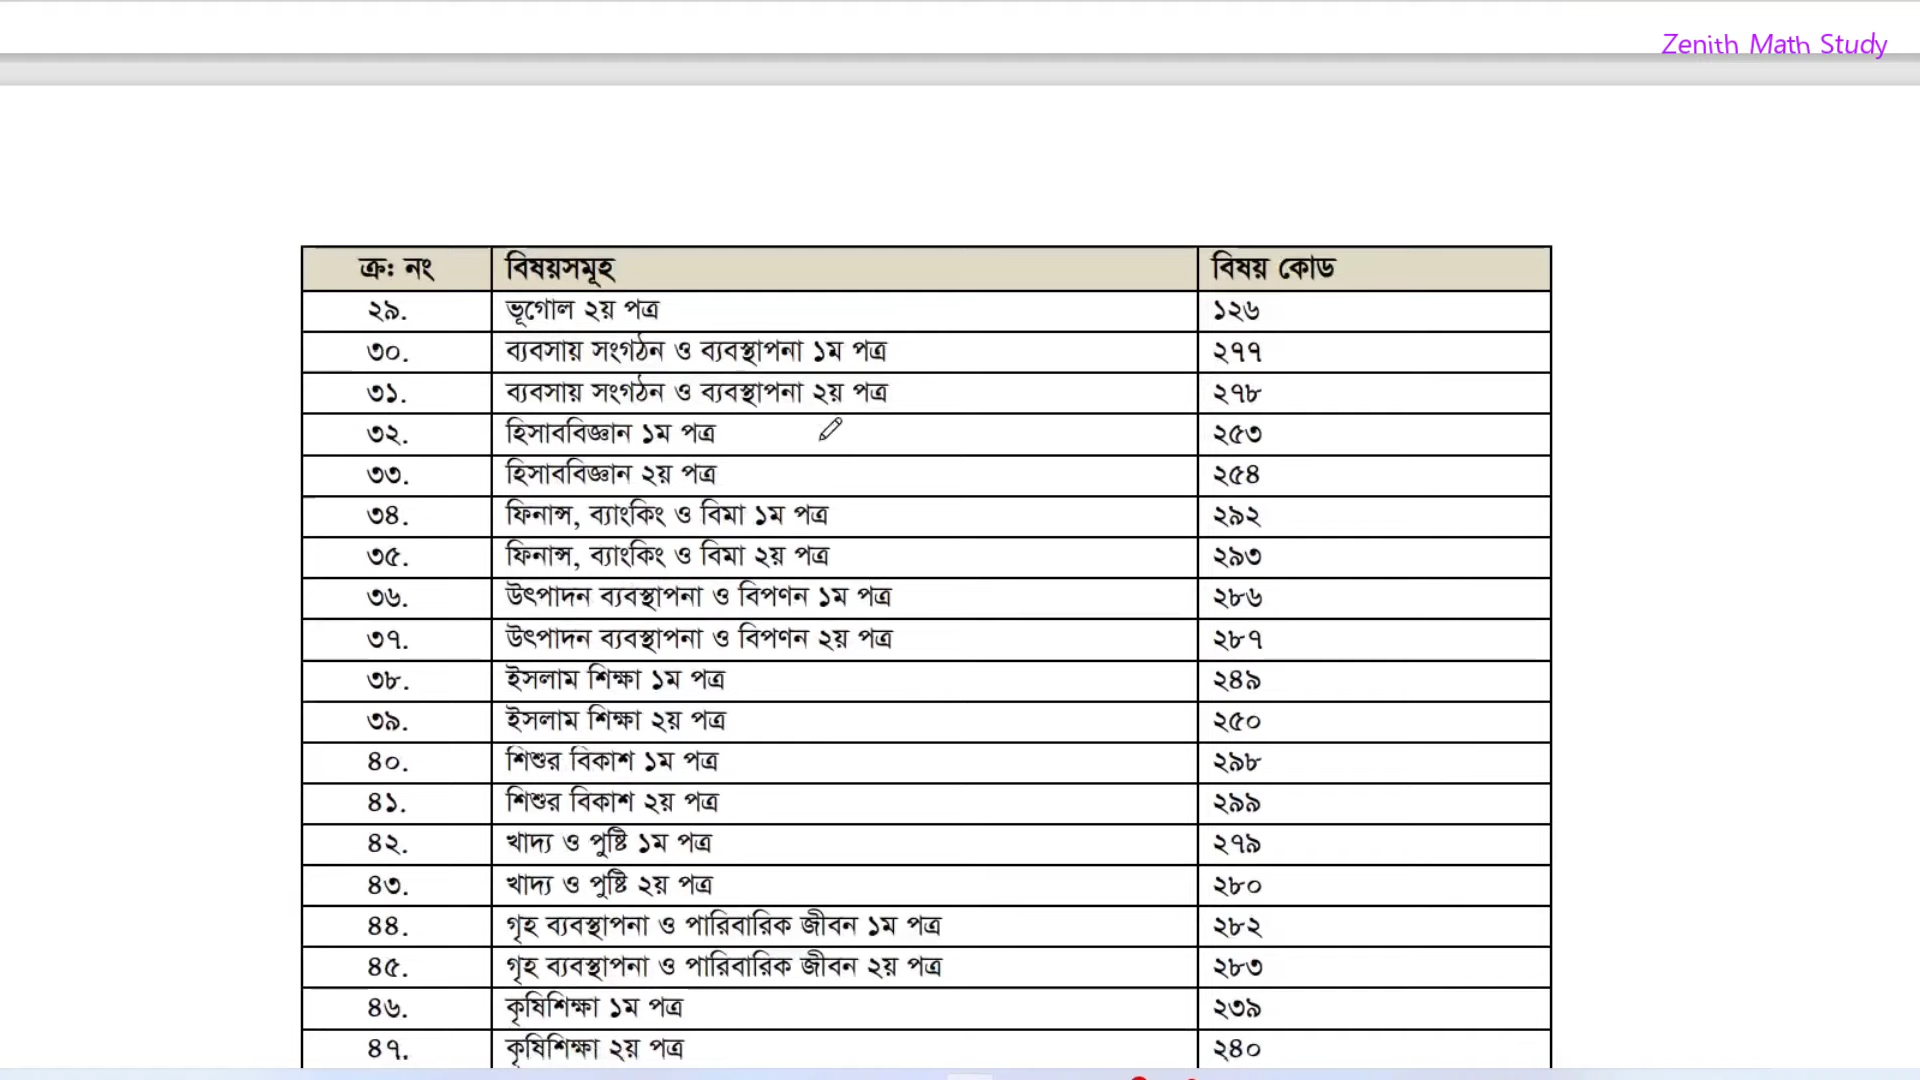 Zenith Math Study
ক্র: নং বিষয়সমূহ বিষয় কোড
২৯. ভূগোল ২য় পত্র ১২৬
৩০. ব্যবসায় সংগঠন ও ব্যবস্থাপনা ১ম পত্র ২৭৭
৩১. ব্যবসায় সংগঠন ও ব্যবস্থাপনা ২য় পত্র ২৭৮
৩২. হিসাববিজ্ঞান ১ম পত্র ২৫৩
৩৩. হিসাববিজ্ঞান ২য় পত্র ২৫৪
৩৪. ফিনান্স, ব্যাংকিং ও বিমা ১ম পত্র ২৯২
৩৫. ফিনান্স, ব্যাংকিং ও বিমা ২য় পত্র ২৯৩
৩৬. উৎপাদন ব্যবস্থাপনা ও বিপণন ১ম পত্র ২৮৬
৩৭. উৎপাদন ব্যবস্থাপনা ও বিপণন ২য় পত্র ২৮৭
৩৮. ইসলাম শিক্ষা ১ম পত্র ২৪৯
৩৯. ইসলাম শিক্ষা ২য় পত্র ২৫০
৪০. শিশুর বিকাশ ১ম পত্র ২৯৮
৪১. শিশুর বিকাশ ২য় পত্র ২৯৯
৪২. খাদ্য ও পুষ্টি ১ম পত্র ২৭৯
৪৩. খাদ্য ও পুষ্টি ২য় পত্র ২৮০
৪৪. গৃহ ব্যবস্থাপনা ও পারিবারিক জীবন ১ম পত্র ২৮২
৪৫. গৃহ ব্যবস্থাপনা ও পারিবারিক জীবন ২য় পত্র ২৮৩
৪৬. কৃষিশিক্ষা ১ম পত্র ২৩৯
৪৭. কৃষিশিক্ষা ২য় পত্র ২৪০